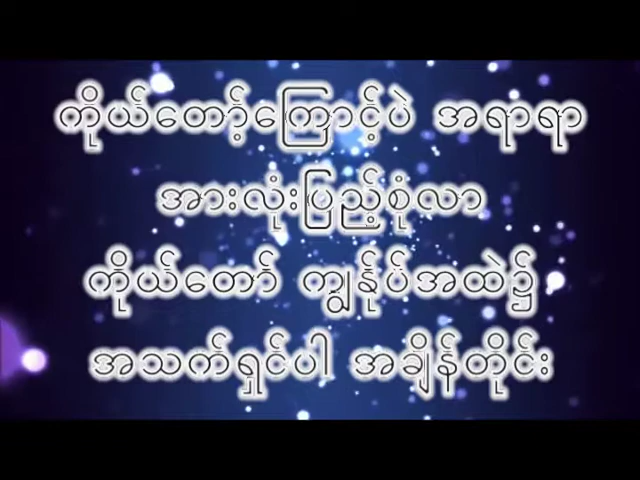 ကိုယ်တော့်ကြောင့်ပဲ အရာရာ
အားလုံးပြည့်စုံလာ
ကိုယ်တော် ကျွန်ုပ်အထဲ၌
အသက်ရှင်ပါ အချိန်တိုင်း